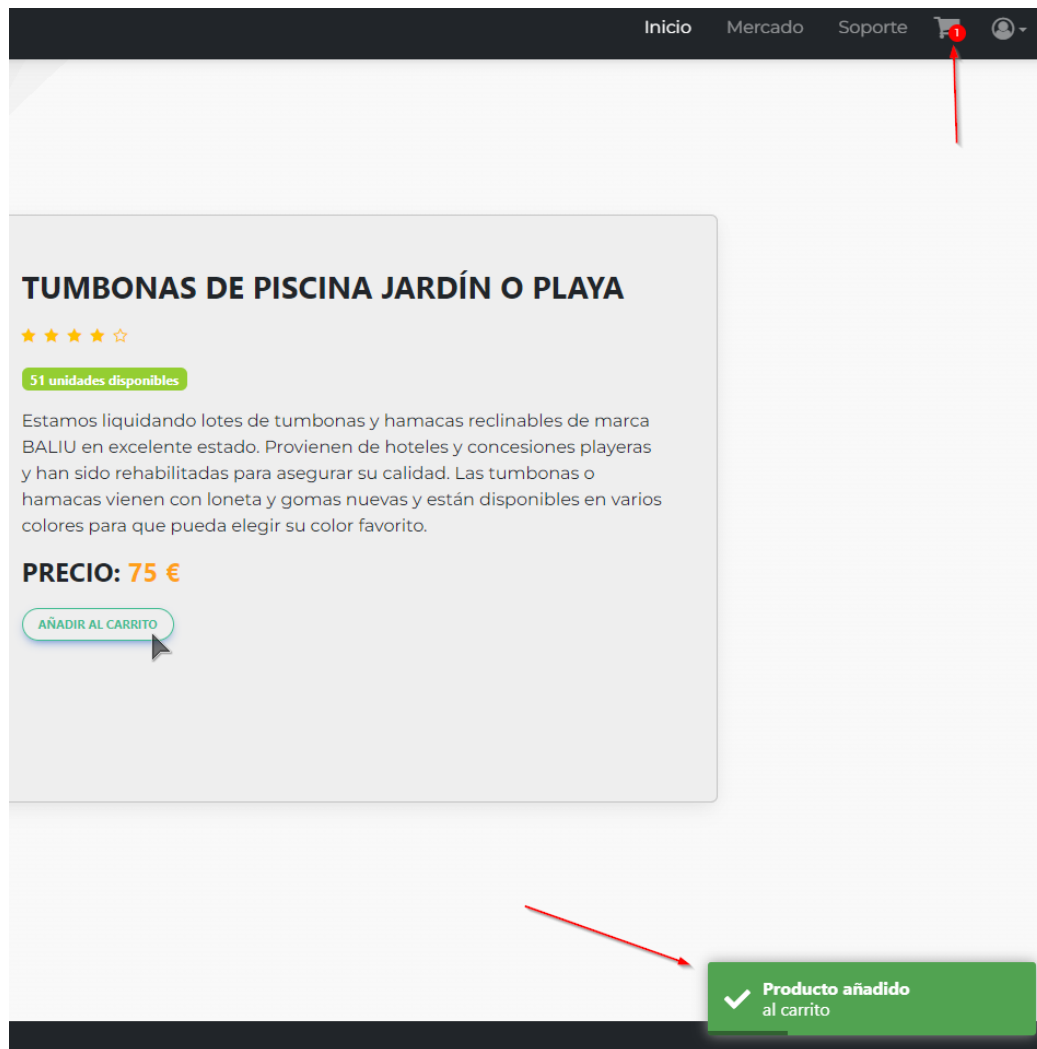 Inicio Mercado Soporte 1
TUMBONAS DE PISCINA JARDÍN O PLAYA
51 unidades disponibles
Estamos liquidando lotes de tumbonas y hamacas reclinables de marca
BALIU en excelente estado. Provienen de hoteles y concesiones playeras
y han sido rehabilitadas para asegurar su calidad. Las tumbonas o
hamacas vienen con loneta y gomas nuevas y están disponibles en varios
colores para que pueda elegir su color favorito.
PRECIO: 75 €
AÑADIR AL CARRITO
Producto añadido
al carrito